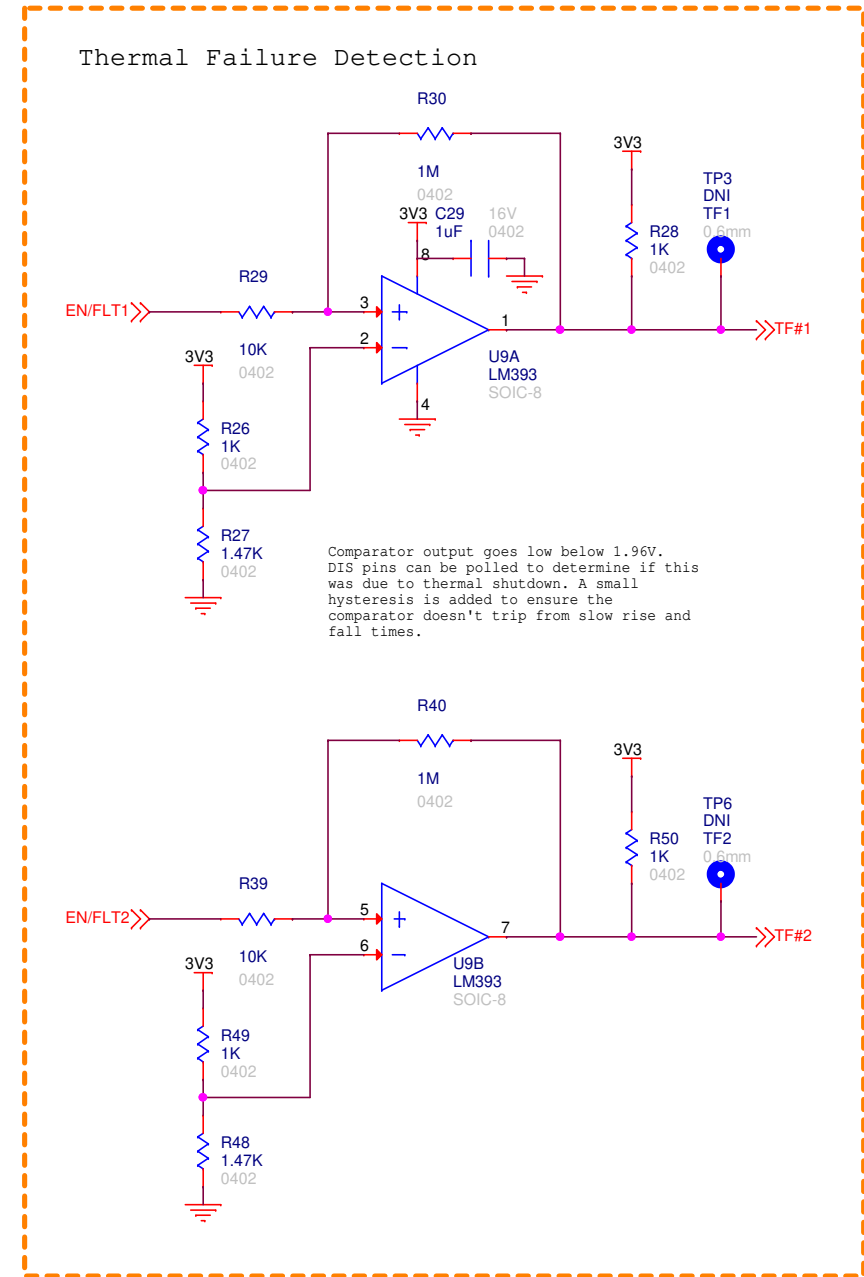 Thermal Failure Detection
R30
1M
0402
3V3
C29
1uF
16V
0402
8
3V3
R28
1K
0402
TP3
DNI
TF1
0.6mm
EN/FLT1
R29
10K
0402
3
2
+
−
1
4
U9A
LM393
SOIC-8
TF#1
3V3
R26
1K
0402
R27
1.47K
0402
Comparator output goes low below 1.96V.
DIS pins can be polled to determine if this
was due to thermal shutdown. A small
hysteresis is added to ensure the
comparator doesn't trip from slow rise and
fall times.
R40
1M
0402
3V3
R50
1K
0402
TP6
DNI
TF2
0.6mm
EN/FLT2
R39
10K
0402
5
6
+
−
7
U9B
LM393
SOIC-8
TF#2
3V3
R49
1K
0402
R48
1.47K
0402